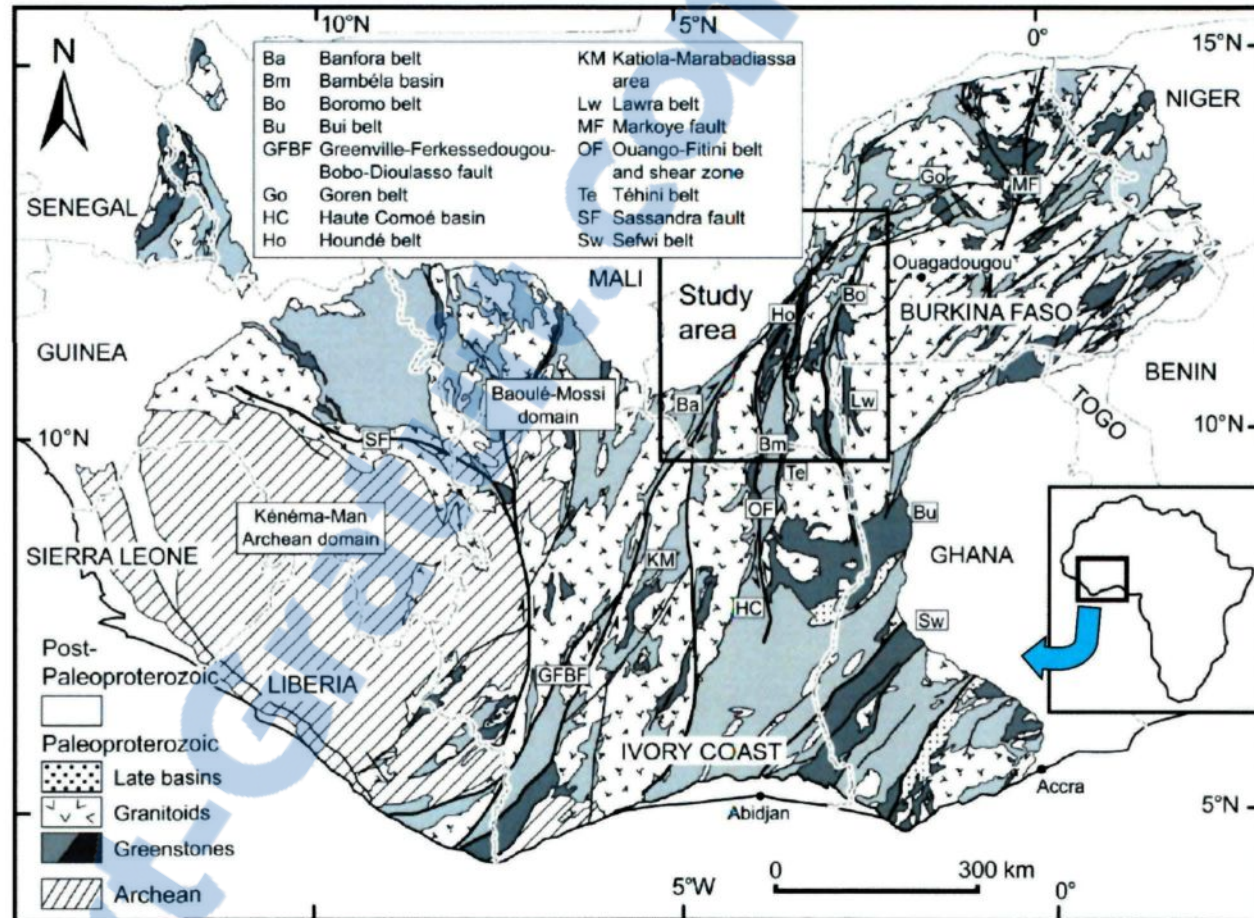 10°N
5°N
0°
15°N
N
Ba Banfora belt
Bm Bambéla basin
Bo Boromo belt
Bu Bui belt
GFBF Greenville-Ferkessedougou-
Bobo-Dioulasso fault
Go Goren belt
HC Haute Comoé basin
Ho Houndé belt
KM Katiola-Marabadiassa
area
Lw Lawra belt
MF Markoye fault
OF Ouango-Fitini belt
and shear zone
Te Téhini belt
SF Sassandra fault
Sw Sefwi belt
NIGER
SENEGAL
Go
MF
MALI
Ouagadougou
Study
area
Bo
Ho
BURKINA FASO
GUINEA
BENIN
TOGO
Baoulé-Mossi
domain
Ba
Lw
10°N
SF
Bm
10°N
Te
Kénéma-Man
Archean domain
OF
Bu
SIERRA LEONE
GHANA
KM
HC
Sw
Post-
Paleoproterozoic
LIBERIA
GFBF
Paleoproterozoic
Late basins
IVORY COAST
Accra
Granitoids
Abidjan
5°N
Greenstones
Archean
5°W
0 300 km
0°